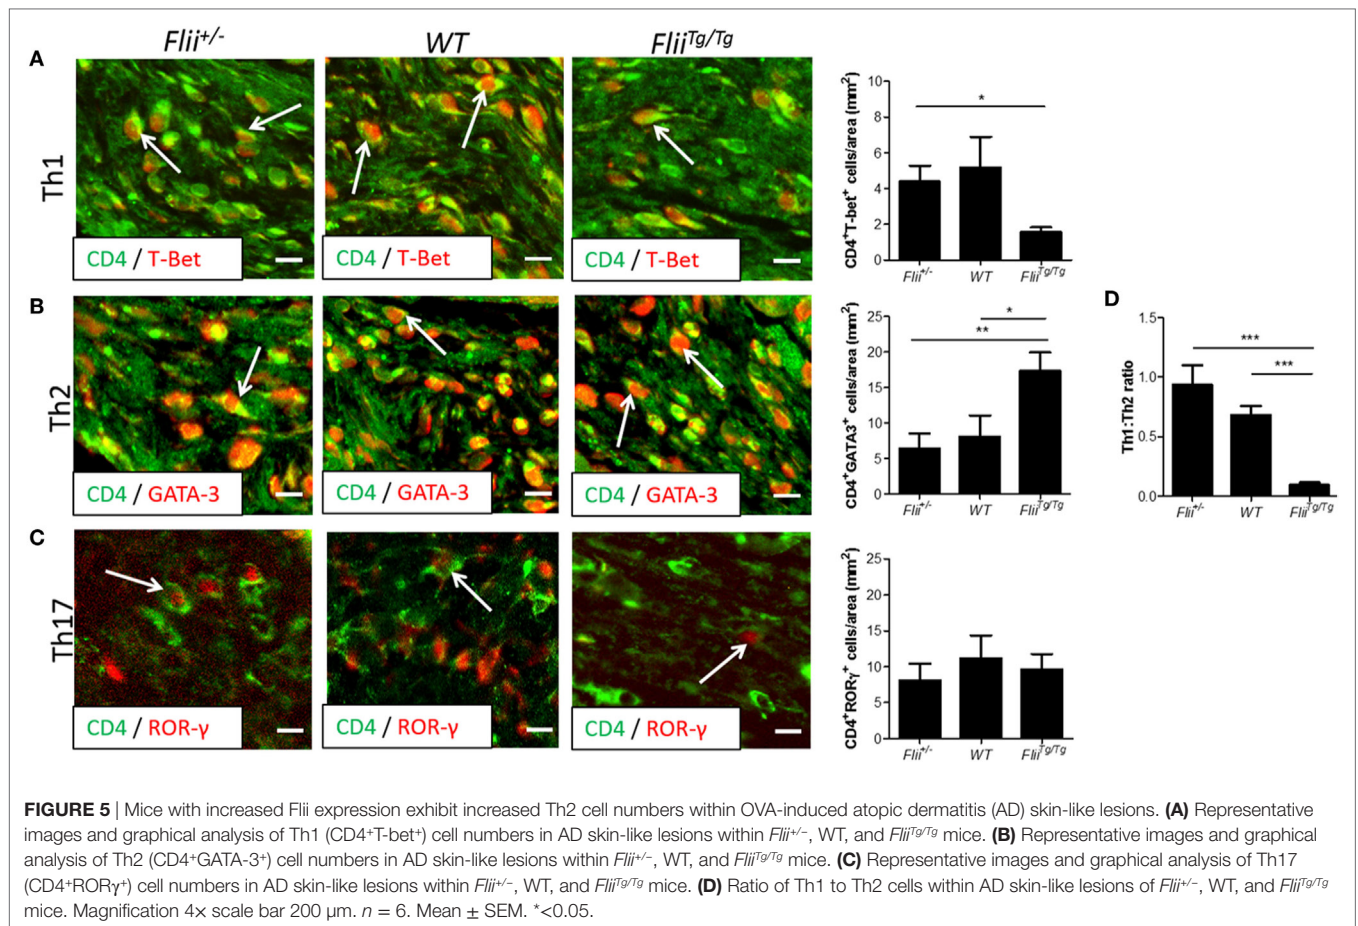 Flii+/-
WT
FliiTg/Tg
A
Th1
CD4 / T-Bet
CD4 / T-Bet
CD4 / T-Bet
CD4+T-bet+ cells/area (mm2)
10
8
6
4
2
0
*
Flii+/-
WT
FliiTg/Tg
B
Th2
CD4 / GATA-3
CD4 / GATA-3
CD4 / GATA-3
CD4+GATA3+ cells/area (mm2)
25
20
15
10
5
0
*
**
Flii+/-
WT
FliiTg/Tg
D
Th1:Th2 ratio
1.5
1.0
0.5
0.0
***
***
Flii+/-
WT
FliiTg/Tg
C
Th17
CD4 / ROR-γ
CD4 / ROR-γ
CD4 / ROR-γ
CD4+RORγ+ cells/area (mm2)
25
20
15
10
5
0
Flii+/-
WT
FliiTg/Tg
FIGURE 5 | Mice with increased Flii expression exhibit increased Th2 cell numbers within OVA-induced atopic dermatitis (AD) skin-like lesions. (A) Representative
images and graphical analysis of Th1 (CD4+T-bet+) cell numbers in AD skin-like lesions within Flii+/−, WT, and FliiTg/Tg mice. (B) Representative images and graphical
analysis of Th2 (CD4+GATA-3+) cell numbers in AD skin-like lesions within Flii+/−, WT, and FliiTg/Tg mice. (C) Representative images and graphical analysis of Th17
(CD4+RORγ+) cell numbers in AD skin-like lesions within Flii+/−, WT, and FliiTg/Tg mice. (D) Ratio of Th1 to Th2 cells within AD skin-like lesions of Flii+/−, WT, and FliiTg/Tg
mice. Magnification 4× scale bar 200 μm. n = 6. Mean ± SEM. *<0.05.